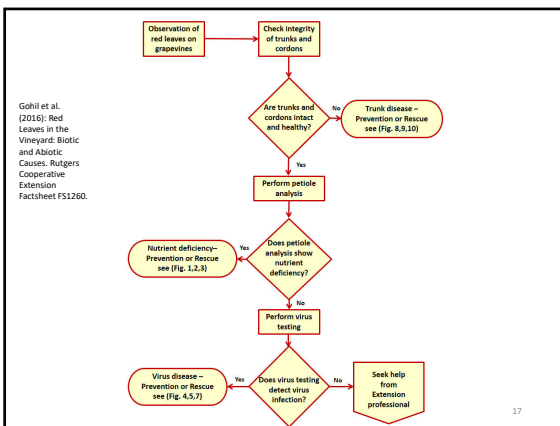 Observation of
red leaves on
grapevines
Check integrity
of trunks and
cordons
Gohil et al.
(2016): Red
Leaves in the
Vineyard: Biotic
and Abiotic
Causes. Rutgers
Cooperative
Extension
Factsheet FS1260.
Are trunks and
cordons intact
and healthy?
No
Trunk disease –
Prevention or Rescue
see (Fig. 8,9,10)
Yes
Perform petiole
analysis
Does petiole
analysis show
nutrient
deficiency?
Yes
Nutrient deficiency–
Prevention or Rescue
see (Fig. 1,2,3)
No
Perform virus
testing
Does virus testing
detect virus
infection?
Yes
Virus disease –
Prevention or Rescue
see (Fig. 4,5,7)
No
Seek help
from
Extension
professional
17